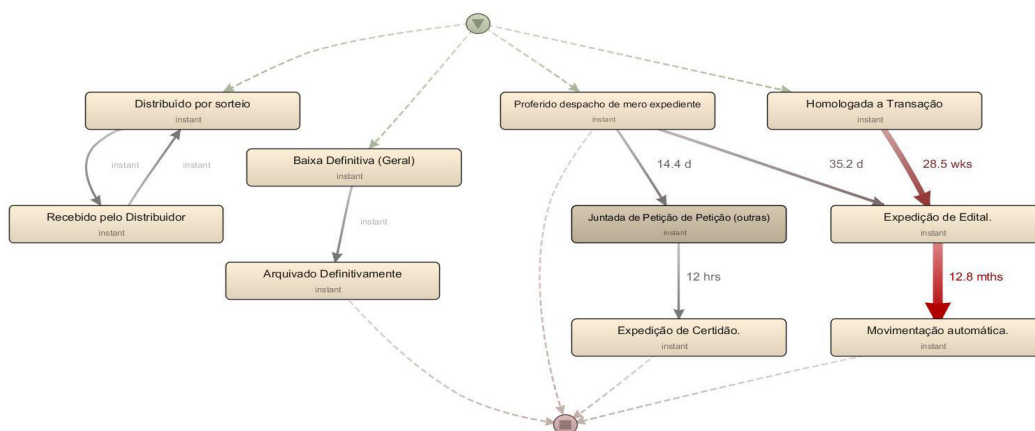 Distribuído por sorteio
instant
Proferido despacho de mero expediente
instant
Homologada a Transação
instant
Baixa Definitiva (Geral)
instant
instant
instant
14.4 d
35.2 d
28.5 wks
Recebido pelo Distribuidor
instant
instant
Juntada de Petição de Petição (outras)
instant
Expedição de Edital.
instant
Arquivado Definitivamente
instant
12 hrs
12.8 mths
Expedição de Certidão.
instant
Movimentação automática.
instant